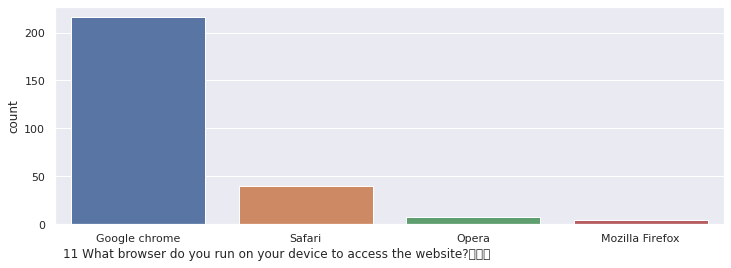 200
150
100
50
0
count
Google chrome
Safari
Opera
Mozilla Firefox
11 What browser do you run on your device to access the website?